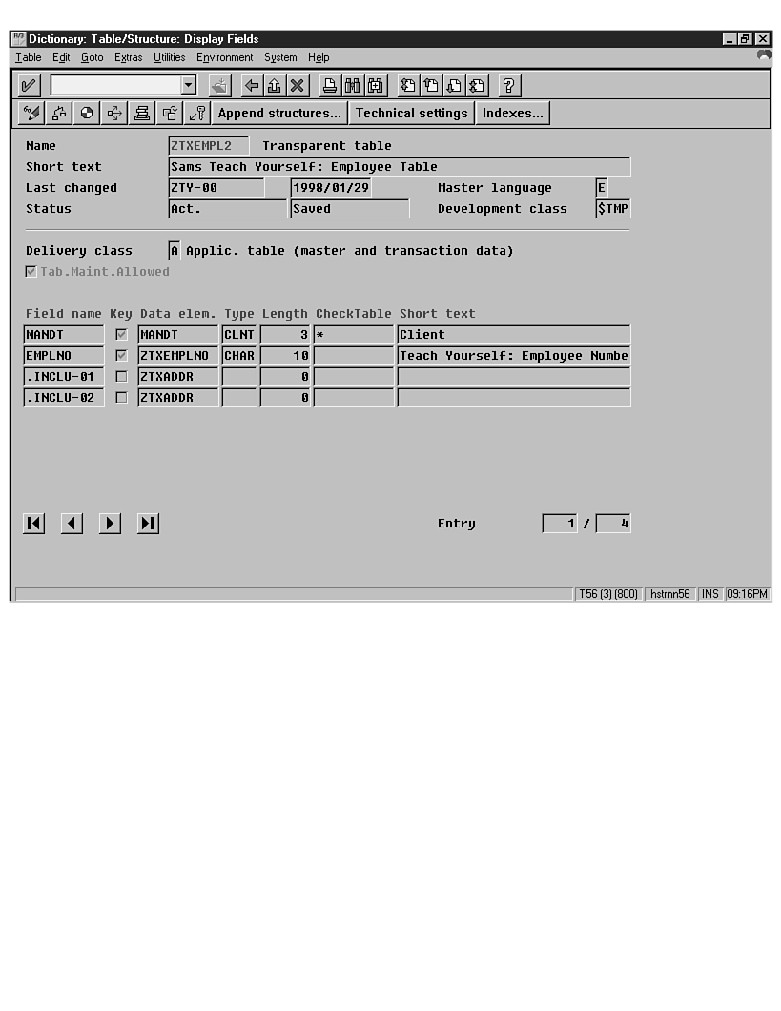 Dictionary: Table/Structure: Display Fields
Table Edit Goto Extras Utilities Environment System Help
Append structures... Technical settings Indexes...
Name ZTXEMPL2 Transparent table
Short text Sams Teach Yourself: Employee Table
Last changed ZTY-00 1998/01/29 Master language E
Status Act. Saved Development class $TMP
Delivery class A Applic. table (master and transaction data)
Tab.Maint.Allowed
Field name Key Data elem. Type Length CheckTable Short text
MANDT MANDT CLNT 3 * Client
EMPLNO ZTXEMPLNO CHAR 10 Teach Yourself: Employee Numbe
.INCLU-01 ZTXADDR 0
.INCLU-02 ZTXADDR 0
Entry 1 / 4
T56 (3) (800) INS 09:16PM